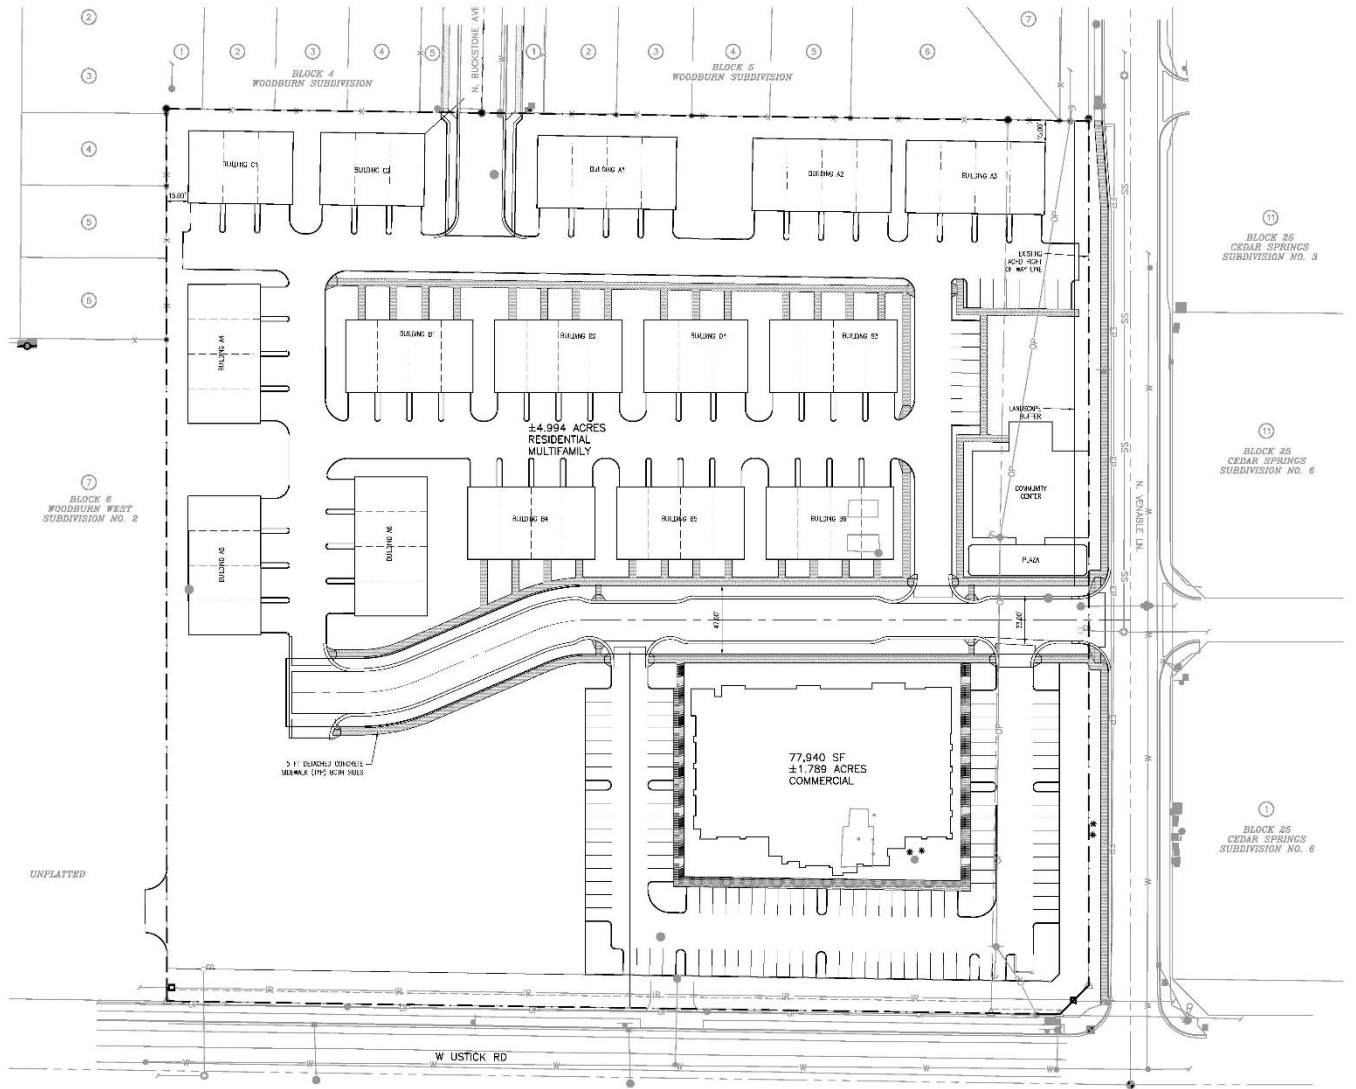 N. BUCKSTONE AVE
2
7
1
2
3
4
5
1
2
3
4
5
6
BLOCK 4
WOODBURN SUBDIVISION
BLOCK 5
WOODBURN SUBDIVISION
3
4
5
6
15.00'
15.00'
BUILDING C1
BUILDING C2
BUILDING A1
BUILDING A2
BUILDING A3
EXISTING
ACHD RIGHT
OF WAY LINE
11
BLOCK 25
CEDAR SPRINGS
SUBDIVISION NO. 3
BUILDING A4
BUILDING B1
BUILDING B2
BUILDING D1
BUILDING B3
LANDSCAPE
BUFFER
±4.994 ACRES
RESIDENTIAL
MULTIFAMILY
11
BLOCK 25
CEDAR SPRINGS
SUBDIVISION NO. 6
7
BLOCK 6
WOODBURN WEST
SUBDIVISION NO. 2
COMMUNITY
CENTER
N. VENABLE LN.
BUILDING A5
BUILDING A6
BUILDING B4
BUILDING B5
BUILDING B6
PLAZA
47.00'
33.00'
5 FT DETACHED CONCRETE
SIDEWALK (TYP) BOTH SIDES
77,940 SF
±1.789 ACRES
COMMERCIAL
1
BLOCK 25
CEDAR SPRINGS
SUBDIVISION NO. 6
UNPLATTED
W USTICK RD